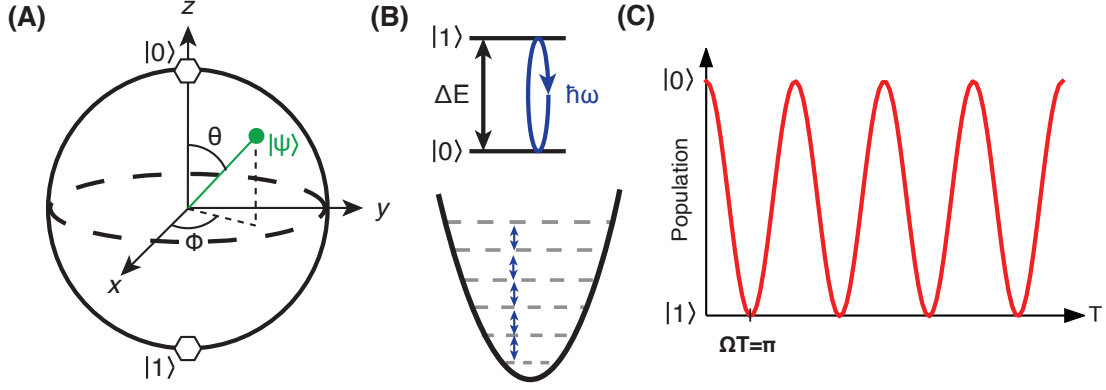 (A)
z
|0⟩
θ
|ψ⟩
y
Φ
x
|1⟩
(B)
|1⟩
ΔE
ħω
|0⟩
(C)
|0⟩
Population
|1⟩
T
ΩT=π